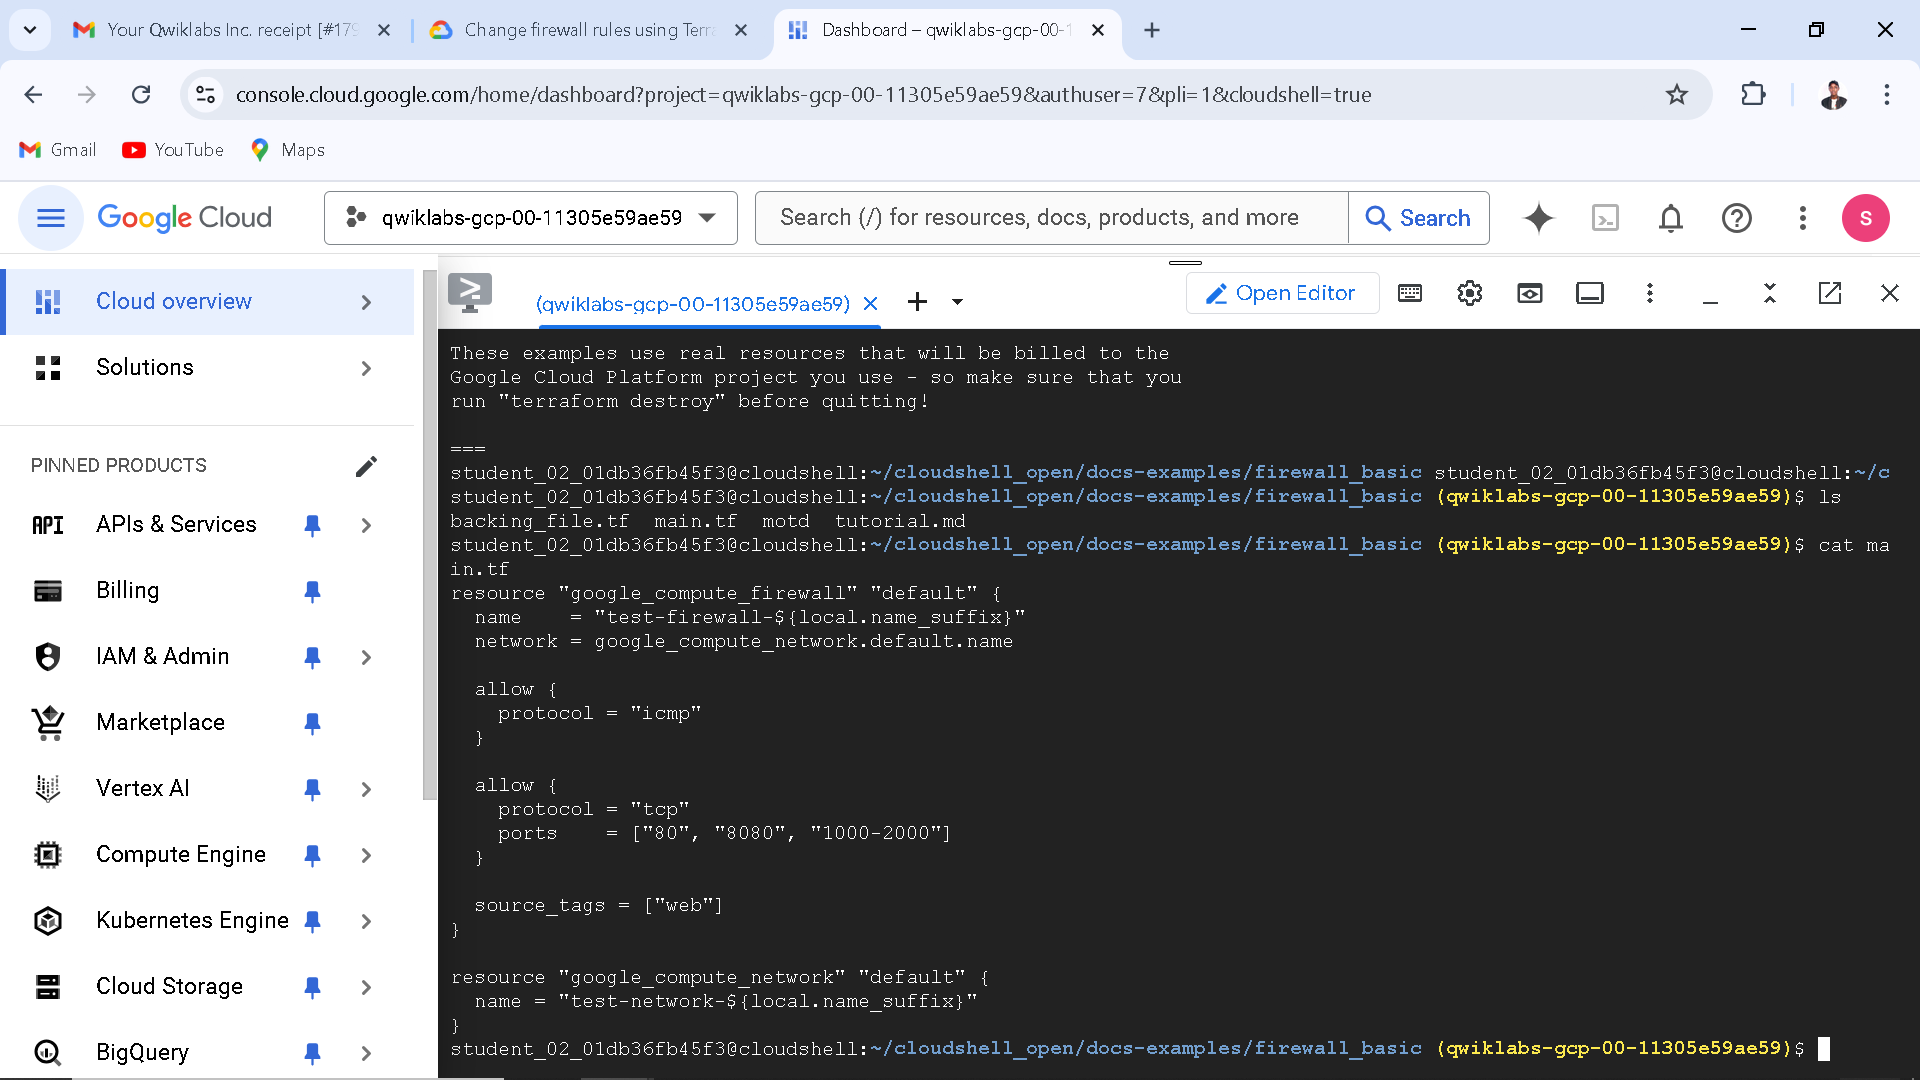 Your Qwiklabs Inc. receipt [#179
Change firewall rules using Terra
Dashboard – qwiklabs-gcp-00-1
console.cloud.google.com/home/dashboard?project=qwiklabs-gcp-00-11305e59ae59&authuser=7&pli=1&cloudshell=true
Gmail
YouTube
Maps
Google Cloud
qwiklabs-gcp-00-11305e59ae59
Search (/) for resources, docs, products, and more
Search
S
Cloud overview
Solutions
PINNED PRODUCTS
API
APIs & Services
Billing
IAM & Admin
Marketplace
Vertex AI
Compute Engine
Kubernetes Engine
Cloud Storage
BigQuery
(qwiklabs-gcp-00-11305e59ae59)
Open Editor
These examples use real resources that will be billed to the
Google Cloud Platform project you use - so make sure that you
run "terraform destroy" before quitting!
===
student_02_01db36fb45f3@cloudshell:~/cloudshell_open/docs-examples/firewall_basic student_02_01db36fb45f3@cloudshell:~/c
student_02_01db36fb45f3@cloudshell:~/cloudshell_open/docs-examples/firewall_basic (qwiklabs-gcp-00-11305e59ae59)$ ls
backing_file.tf  main.tf  motd  tutorial.md
student_02_01db36fb45f3@cloudshell:~/cloudshell_open/docs-examples/firewall_basic (qwiklabs-gcp-00-11305e59ae59)$ cat ma
in.tf
resource "google_compute_firewall" "default" {
  name    = "test-firewall-${local.name_suffix}"
  network = google_compute_network.default.name
  allow {
    protocol = "icmp"
  }
  allow {
    protocol = "tcp"
    ports    = ["80", "8080", "1000-2000"]
  }
  source_tags = ["web"]
}
resource "google_compute_network" "default" {
  name = "test-network-${local.name_suffix}"
}
student_02_01db36fb45f3@cloudshell:~/cloudshell_open/docs-examples/firewall_basic (qwiklabs-gcp-00-11305e59ae59)$